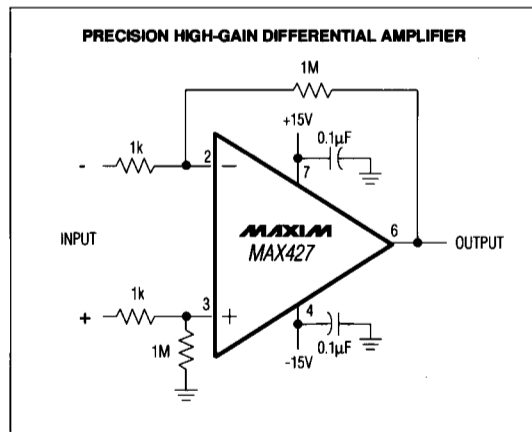 PRECISION HIGH-GAIN DIFFERENTIAL AMPLIFIER
1M
+15V
0.1µF
1k
-
2
−
7
INPUT
MAXIM
MAX427
6
OUTPUT
1k
+
3
+
4
1M
0.1µF
-15V